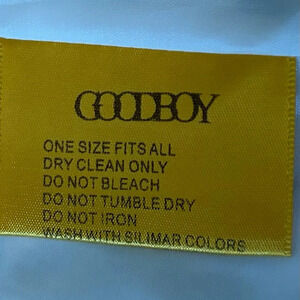 GOODBOY
ONE SIZE FITS ALL
DRY CLEAN ONLY
DO NOT BLEACH
DO NOT TUMBLE DRY
DO NOT IRON
WASH WITH SILIMAR COLORS